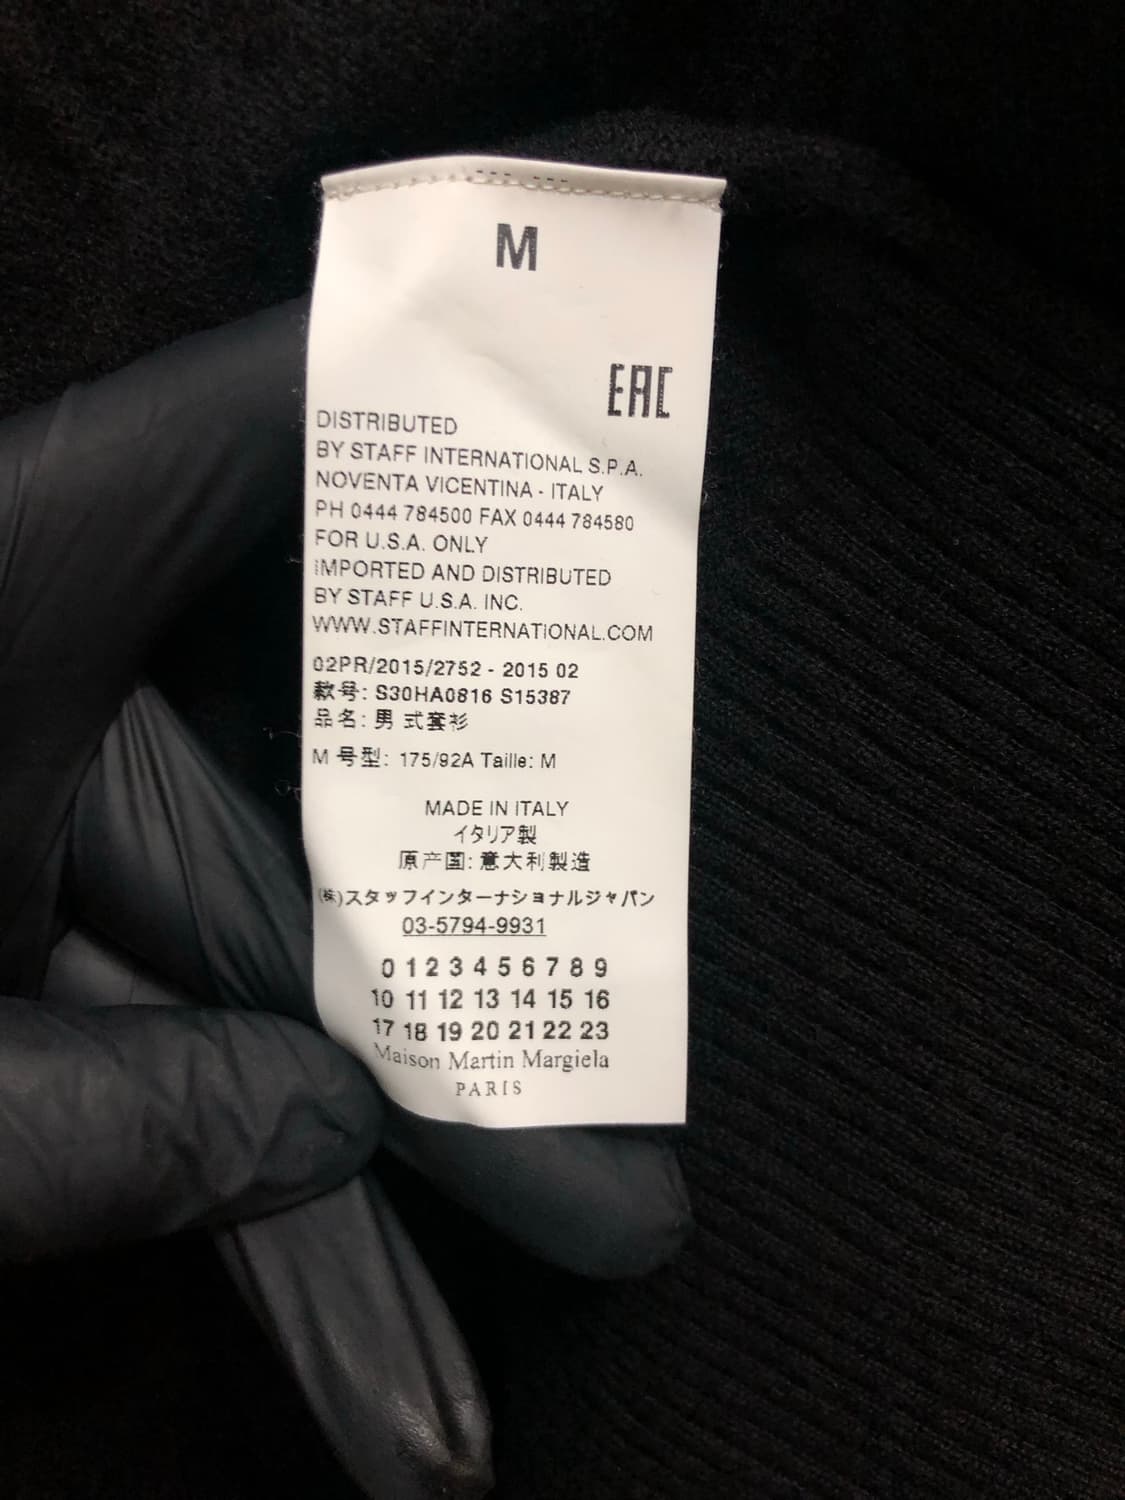 M
EAC
DISTRIBUTED
BY STAFF INTERNATIONAL S.P.A.
NOVENTA VICENTINA - ITALY
PH 0444 784500 FAX 0444 784580
FOR U.S.A. ONLY
IMPORTED AND DISTRIBUTED
BY STAFF U.S.A. INC.
WWW.STAFFINTERNATIONAL.COM
02PR/2015/2752 - 2015 02
款号: S30HA0816 S15387
品名: 男 式套衫
M 号型: 175/92A Taille: M
MADE IN ITALY
イタリア製
原产国: 意大利製造
(株)スタッフインターナショナルジャパン
03-5794-9931
0 1 2 3 4 5 6 7 8 9
10 11 12 13 14 15 16
17 18 19 20 21 22 23
Maison Martin Margiela
PARIS